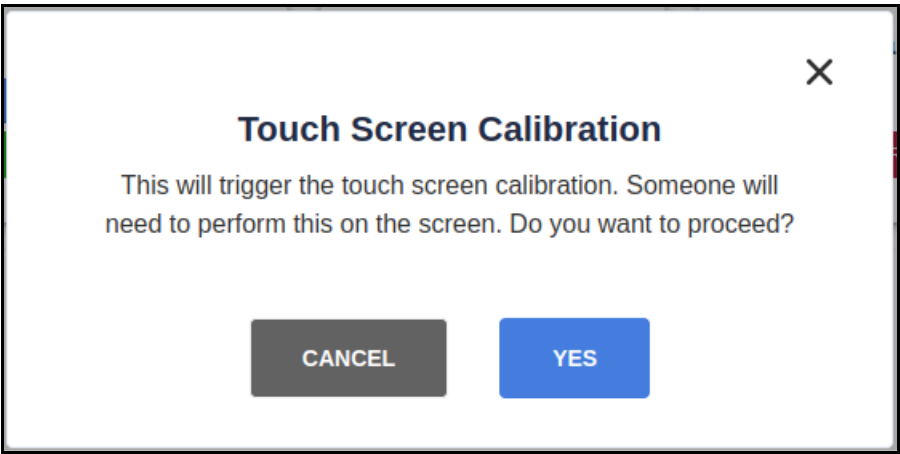 Touch Screen Calibration
This will trigger the touch screen calibration. Someone will
need to perform this on the screen. Do you want to proceed?
CANCEL
YES